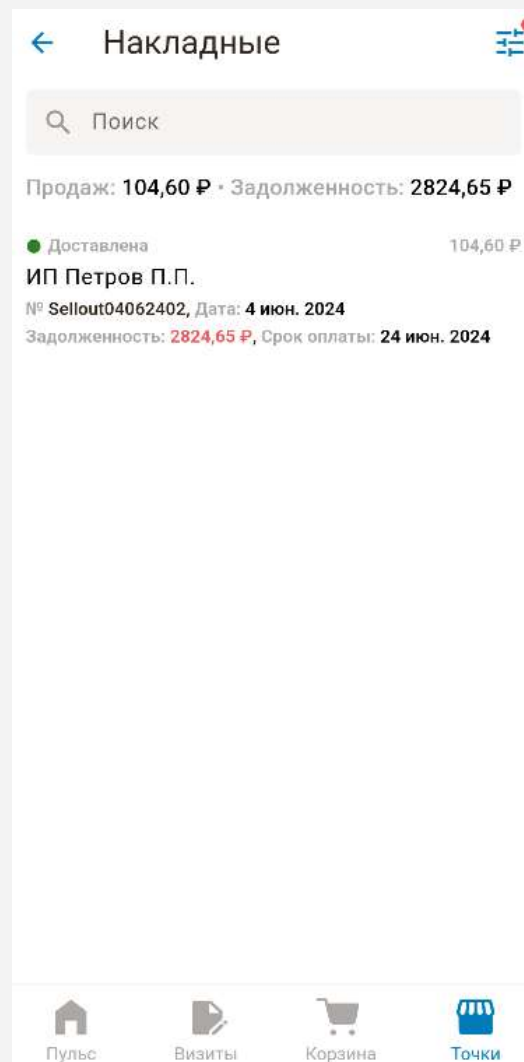 Накладные
Поиск
Продаж: 104,60 ₽ · Задолженность: 2824,65 ₽
Доставлена 104,60 ₽
ИП Петров П.П.
№ Sellout04062402, Дата: 4 июн. 2024
Задолженность: 2824,65 ₽, Срок оплаты: 24 июн. 2024
Пульс Визиты Корзина Точки